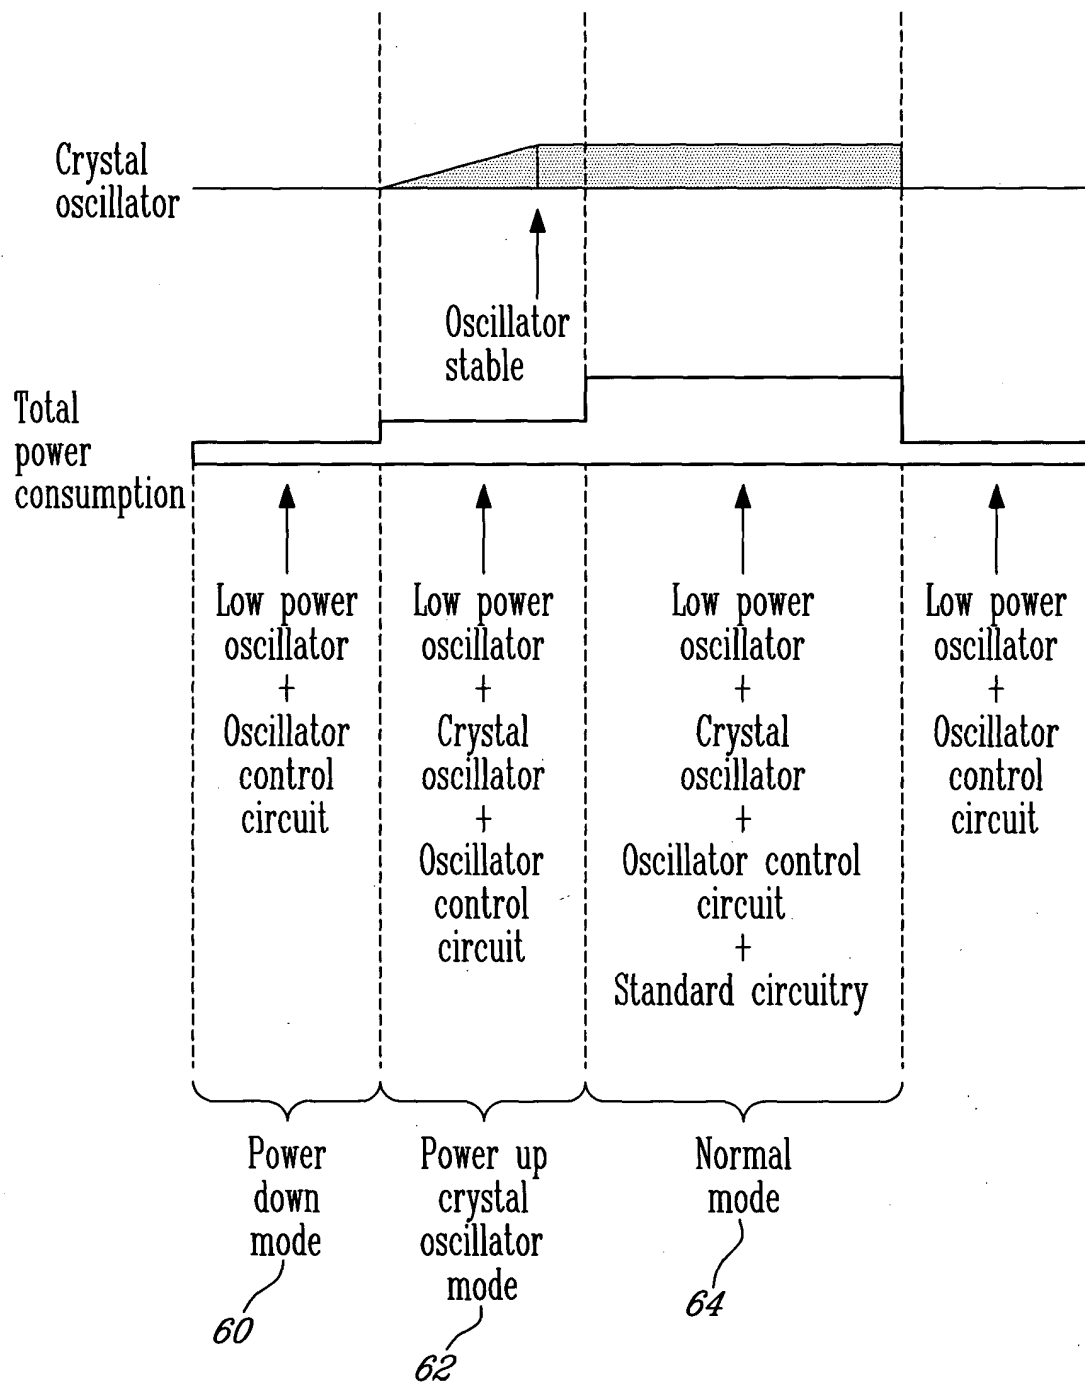 Crystal
oscillator
Oscillator
stable
Total
power
consumption
Low power
oscillator
+
Oscillator
control
circuit
Low power
oscillator
+
Crystal
oscillator
+
Oscillator
control
circuit
Low power
oscillator
+
Crystal
oscillator
+
Oscillator control
circuit
+
Standard circuitry
Low power
oscillator
+
Oscillator
control
circuit
Power
down
mode
60
Power up
crystal
oscillator
mode
62
Normal
mode
64